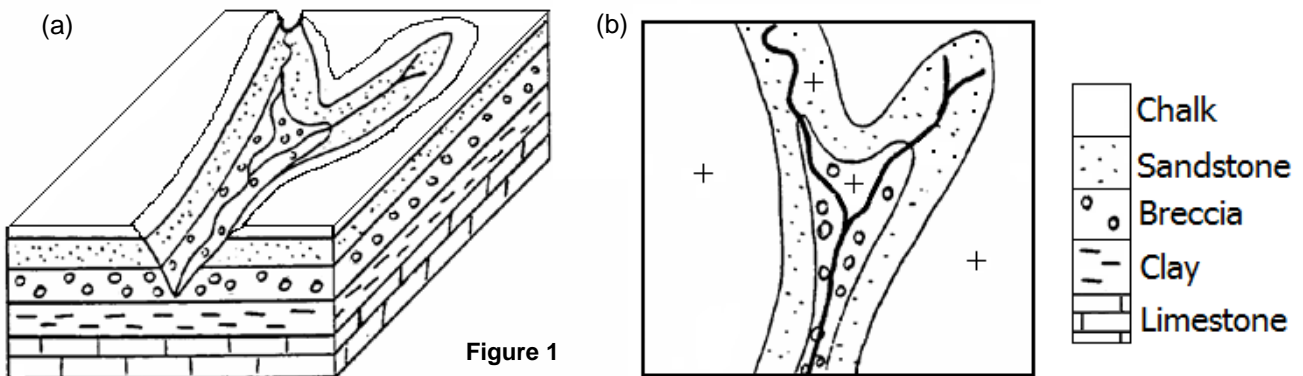 (a)
(b)
Chalk
Sandstone
Breccia
Clay
Limestone
Figure 1